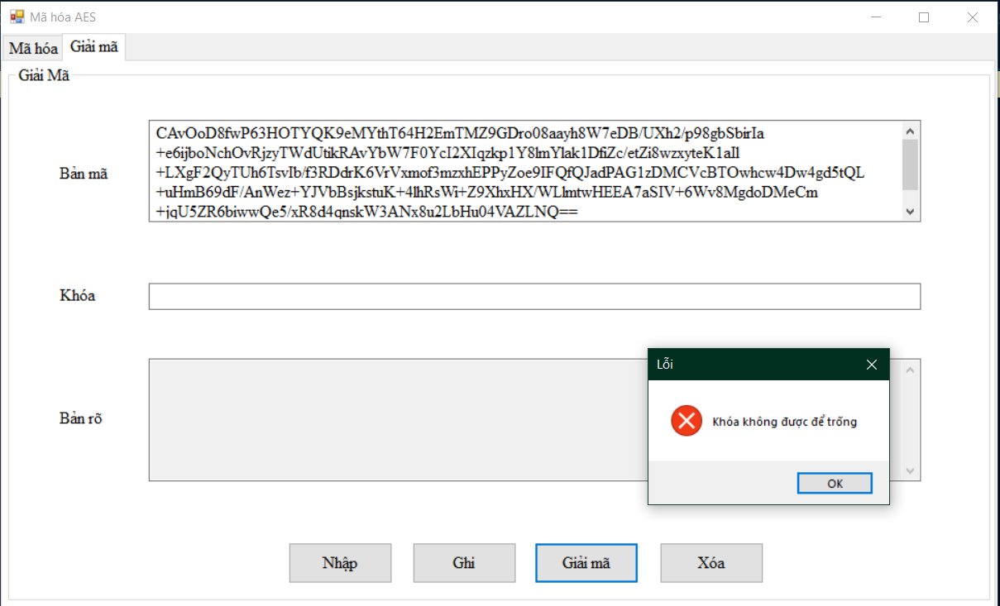 Mã hóa AES
Mã hóa
Giải mã
Giải Mã
Bản mã
CAvOoD8fwP63HOTYQK9eMYthT64H2EmTMZ9GDro08aayh8W7eDB/UXh2/p98gbSbirIa
+e6ijboNchOvRjzyTWdUtikRAvYbW7F0YcI2XIqzkp1Y8lmYlak1DfiZc/etZi8wzxyteK1aIl
+LXgF2QyTUh6TsvIb/f3RDdrK6VrVxmof3mzxhEPPyZoe9IFQfQJadPAG1zDMCVcBTOwhcw4Dw4gd5tQL
+uHmB69dF/AnWez+YJVbBsjkstuK+4lhRsWi+Z9XhxHX/WLlmtwHEEA7aSIV+6Wv8MgdoDMeCm
+jqU5ZR6biwwQe5/xR8d4qnskW3ANx8u2LbHu04VAZLNQ==
Khóa
Bản rõ
Lỗi
Khóa không được để trống
OK
Nhập
Ghi
Giải mã
Xóa